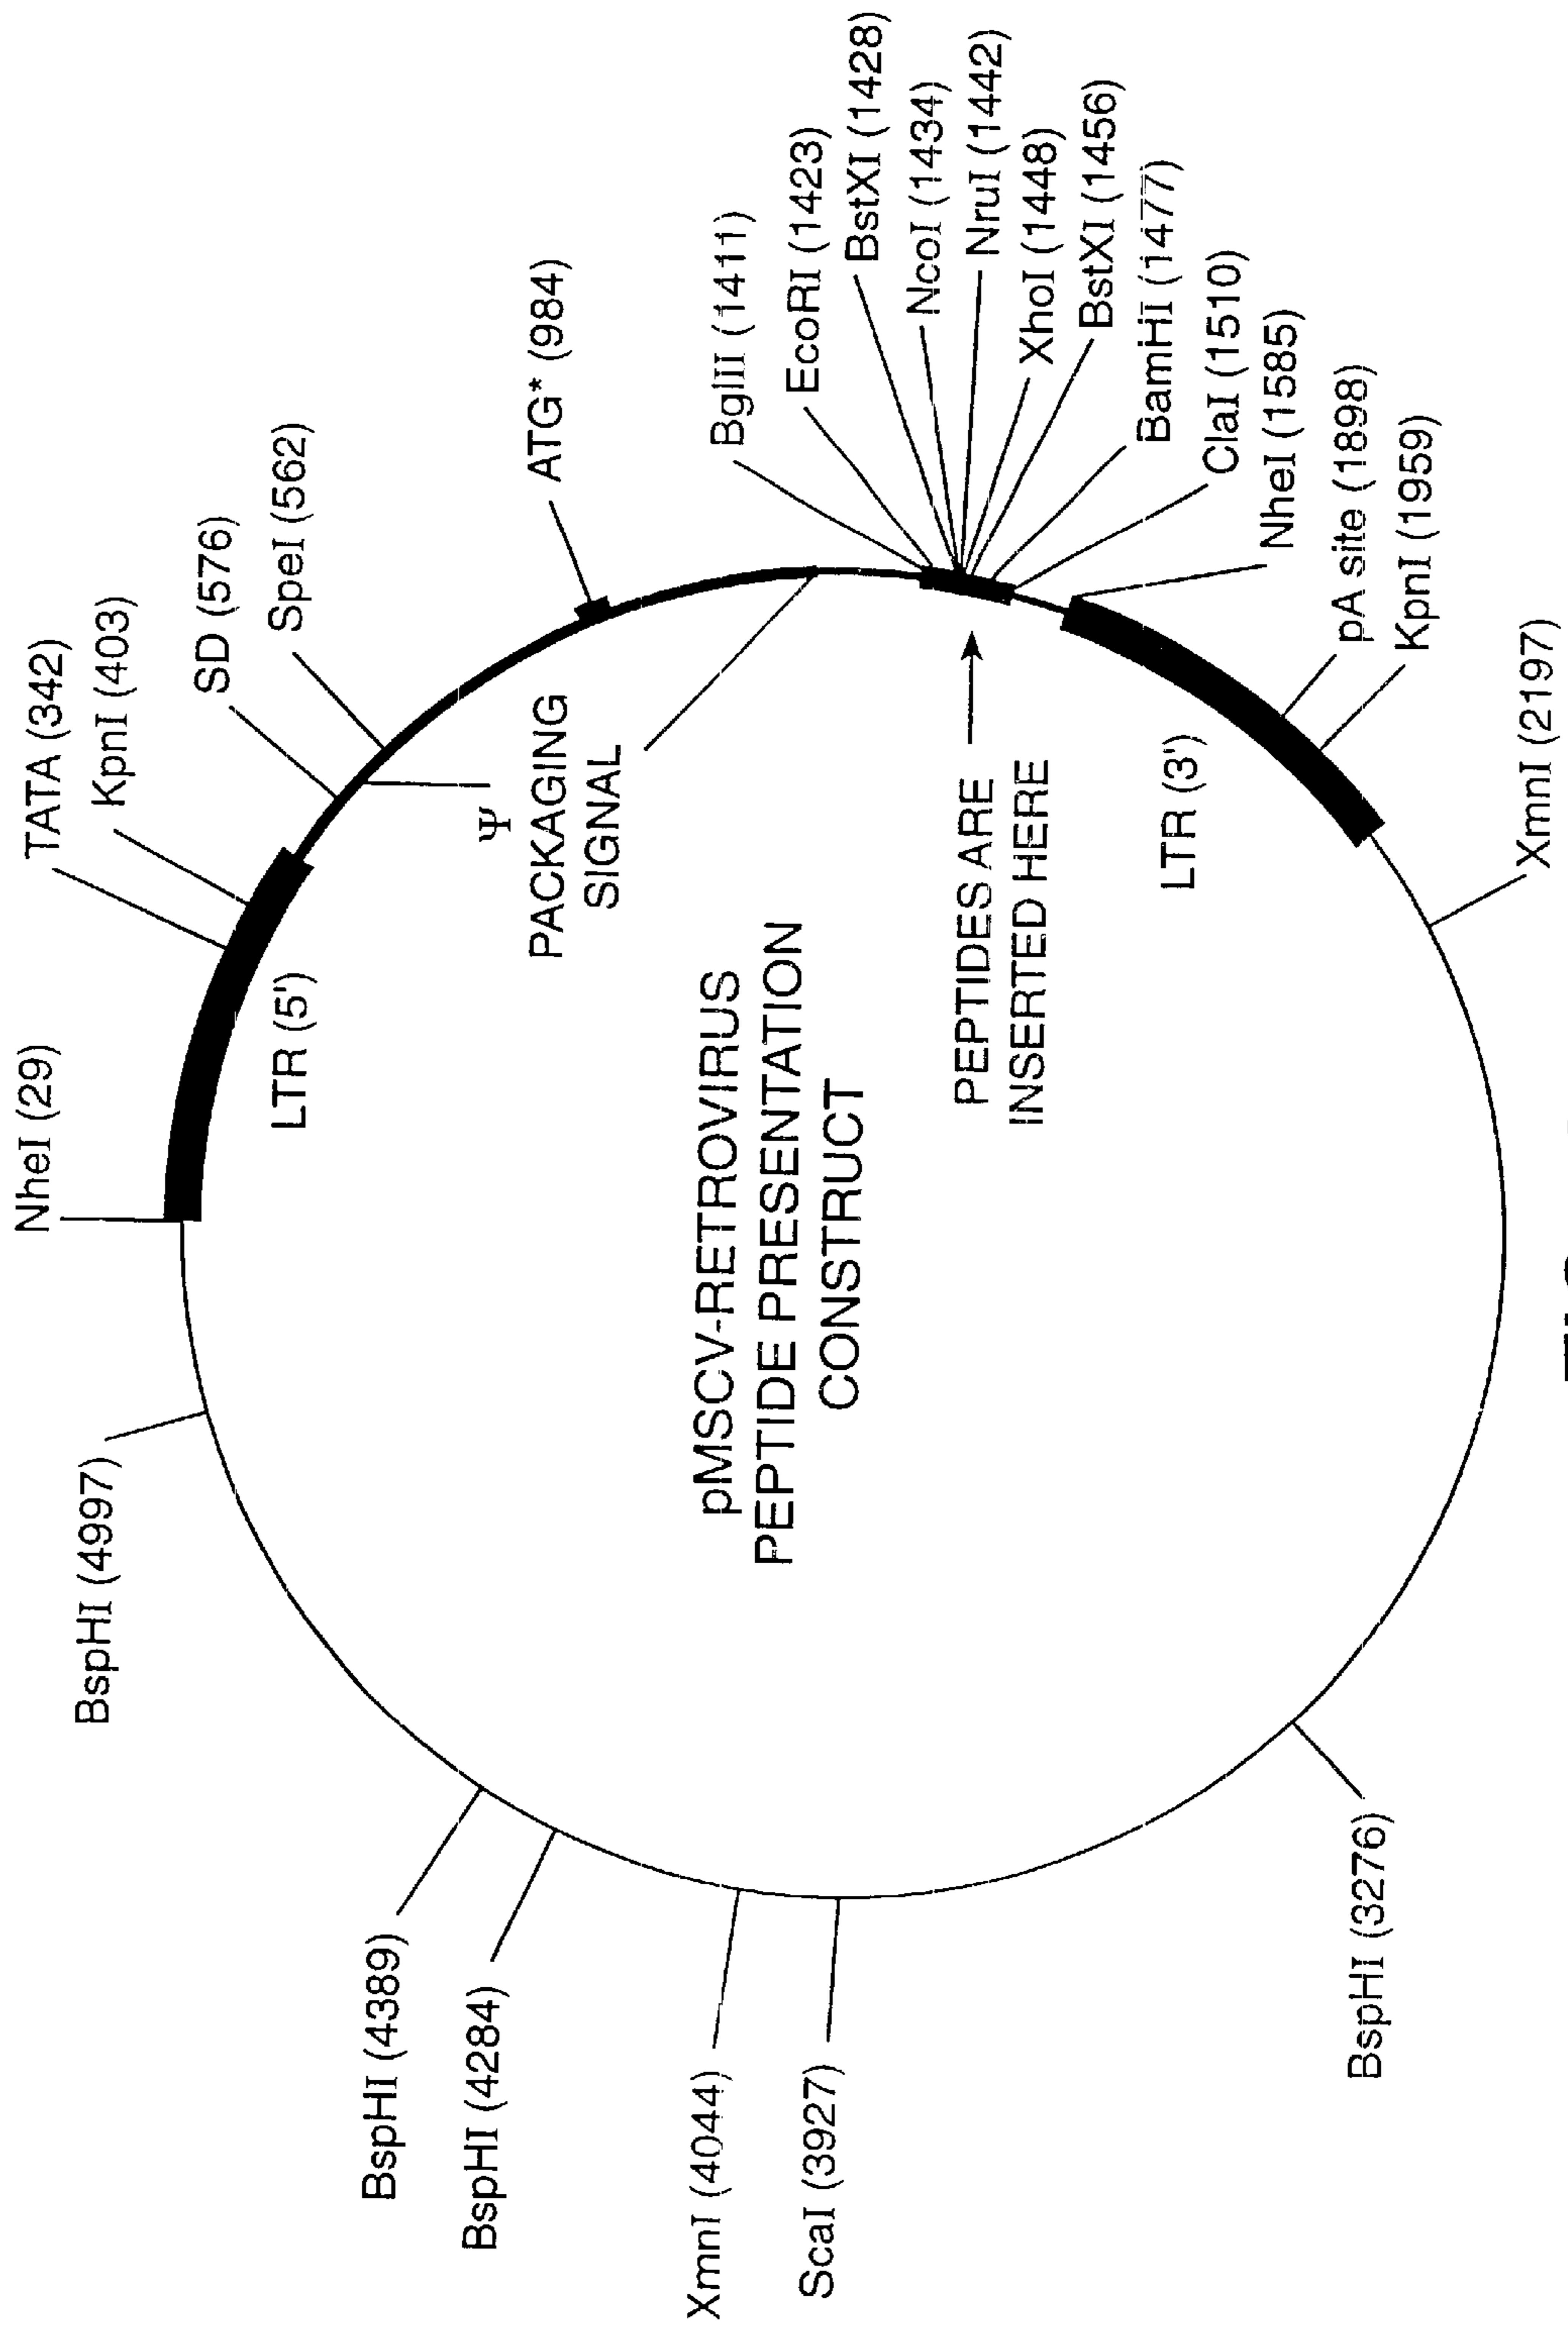 NheI (29)
TATA (342)
KpnI (403)
SD (576)
SpeI (562)
ATG* (984)
BglII (1411)
EcoRI (1423)
BstXI (1428)
NcoI (1434)
NruI (1442)
XhoI (1448)
BstXI (1456)
BamHI (1477)
ClaI (1510)
NheI (1585)
pA site (1898)
KpnI (1959)
XmnI (2197)
BspHI (3276)
ScaI (3927)
XmnI (4044)
BspHI (4284)
BspHI (4389)
BspHI (4997)
LTR (5')
Ψ
PACKAGING
SIGNAL
pMSCV-RETROVIRUS
PEPTIDE PRESENTATION
CONSTRUCT
PEPTIDES ARE
INSERTED HERE
LTR (3')